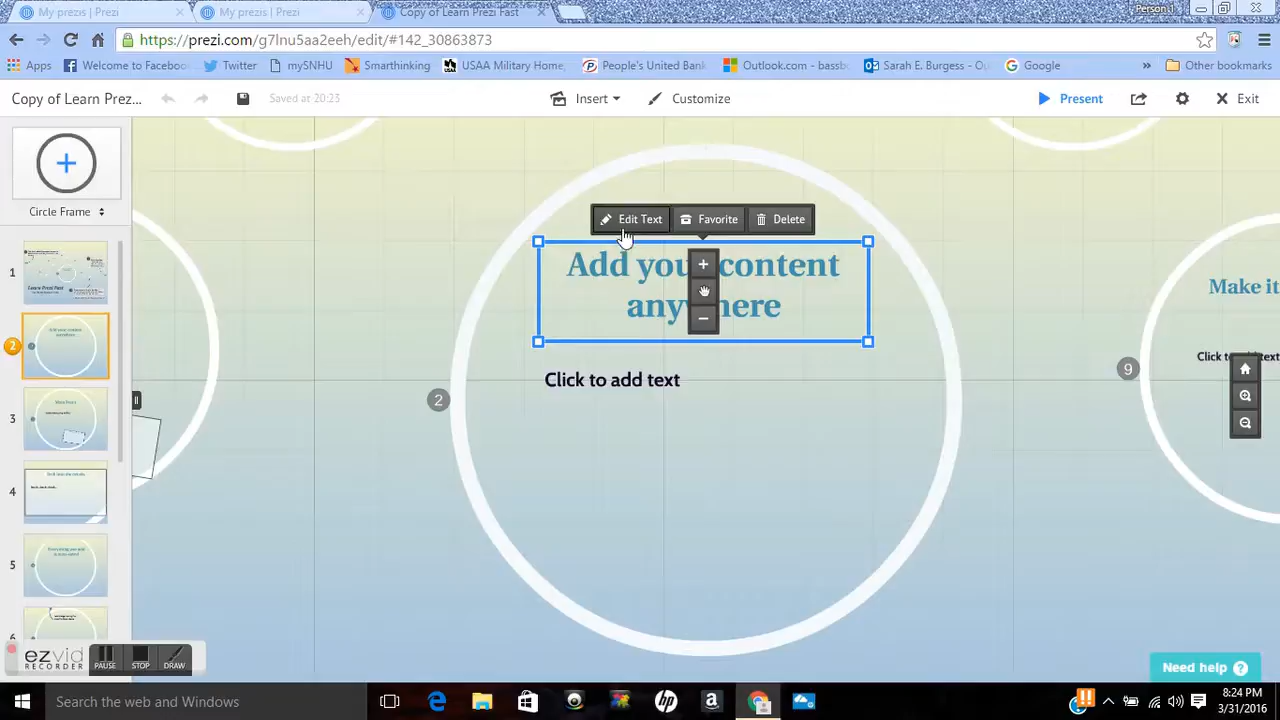 My prezis | Prezi
My prezis | Prezi
Copy of Learn Prezi Fast
Person 1
https://prezi.com/g7lnu5aa2eeh/edit/#142_30863873
Apps
Welcome to Faceboo
Twitter
mySNHU
Smarthinking
USAA Military Home,
People's United Bank
Outlook.com - bassb
Sarah E. Burgess - Ou
Google
»
Other bookmarks
Copy of Learn Prez...
Saved at 20:23
Insert
Customize
Present
Exit
Circle Frame
1
2
3
4
5
6
Edit Text
Favorite
Delete
Add you content
any here
Click to add text
2
9
Make it
Click to text
ezvid
RECORDER
PAUSE
STOP
DRAW
Need help ?
Search the web and Windows
8:24 PM
3/31/2016